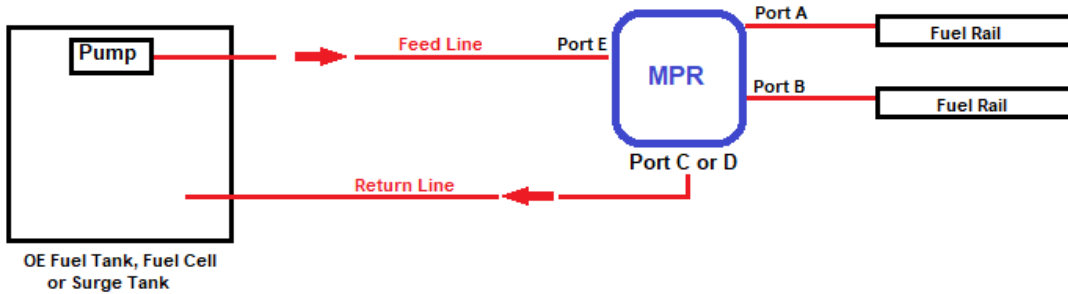 Pump
Feed Line
Port E
MPR
Port A
Fuel Rail
Port B
Fuel Rail
Port C or D
Return Line
OE Fuel Tank, Fuel Cell
or Surge Tank